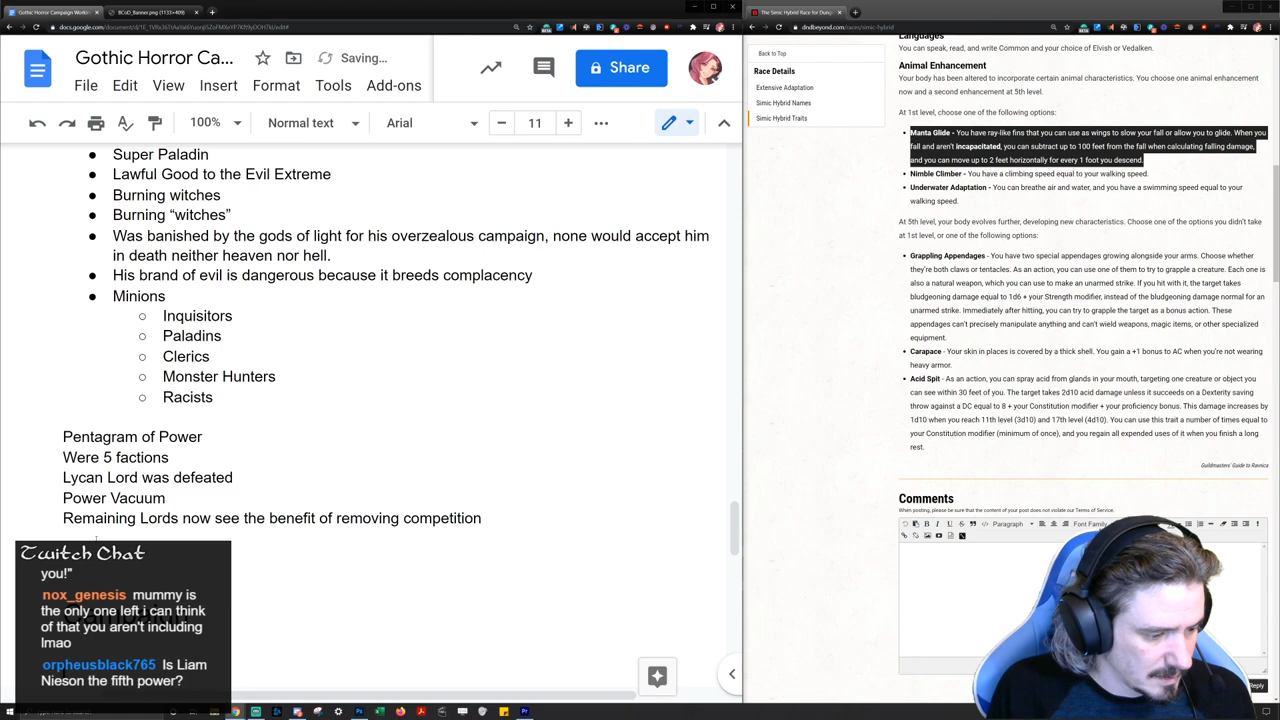 Gothic Horror Campaign Worki
BCuD_Banner.png (1133×409)
The Simic Hybrid Race for Dung
dndbeyond.com/races/simic-hybrid
Gothic Horror Ca...
Saving...
Share
File Edit View Insert Format Tools Add-ons
100% Normal text Arial 11
● Super Paladin
● Lawful Good to the Evil Extreme
● Burning witches
● Burning “witches”
● Was banished by the gods of light for his overzealous campaign, none would accept him
in death neither heaven nor hell.
● His brand of evil is dangerous because it breeds complacency
● Minions
○ Inquisitors
○ Paladins
○ Clerics
○ Monster Hunters
○ Racists
Pentagram of Power
Were 5 factions
Lycan Lord was defeated
Power Vacuum
Remaining Lords now see the benefit of removing competition
Twitch Chat
you!"
nox_genesis mummy is
the only one left i can think
of that you aren't including
lmao
orpheusblack765 Is Liam
Nieson the fifth power?
Back to Top
Race Details
Extensive Adaptation
Simic Hybrid Names
Simic Hybrid Traits
Languages
You can speak, read, and write Common and your choice of Elvish or Vedalken.
Animal Enhancement
Your body has been altered to incorporate certain animal characteristics. You choose one animal enhancement
now and a second enhancement at 5th level.
At 1st level, choose one of the following options:
Manta Glide - You have ray-like fins that you can use as wings to slow your fall or allow you to glide. When you
fall and aren't incapacitated, you can subtract up to 100 feet from the fall when calculating falling damage,
and you can move up to 2 feet horizontally for every 1 foot you descend.
Nimble Climber - You have a climbing speed equal to your walking speed.
Underwater Adaptation - You can breathe air and water, and you have a swimming speed equal to your
walking speed.
At 5th level, your body evolves further, developing new characteristics. Choose one of the options you didn't take
at 1st level, or one of the following options:
Grappling Appendages - You have two special appendages growing alongside your arms. Choose whether
they're both claws or tentacles. As an action, you can use one of them to try to grapple a creature. Each one is
also a natural weapon, which you can use to make an unarmed strike. If you hit with it, the target takes
bludgeoning damage equal to 1d6 + your Strength modifier, instead of the bludgeoning damage normal for an
unarmed strike. Immediately after hitting, you can try to grapple the target as a bonus action. These
appendages can't precisely manipulate anything and can't wield weapons, magic items, or other specialized
equipment.
Carapace - Your skin in places is covered by a thick shell. You gain a +1 bonus to AC when you're not wearing
heavy armor.
Acid Spit - As an action, you can spray acid from glands in your mouth, targeting one creature or object you
can see within 30 feet of you. The target takes 2d10 acid damage unless it succeeds on a Dexterity saving
throw against a DC equal to 8 + your Constitution modifier + your proficiency bonus. This damage increases by
1d10 when you reach 11th level (3d10) and 17th level (4d10). You can use this trait a number of times equal to
your Constitution modifier (minimum of once), and you regain all expended uses of it when you finish a long
rest.
Guildmasters' Guide to Ravnica
Comments
When posting, please be sure that the content of your post does not violate our Terms of Service.
Paragraph
Font Family
Reply